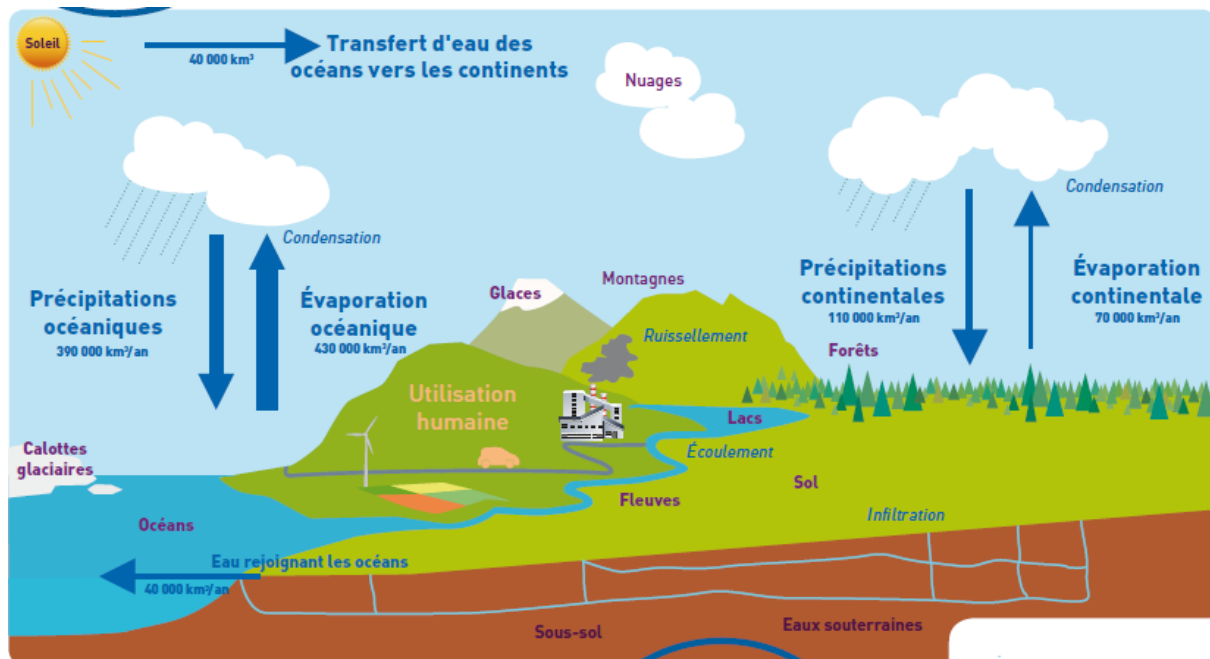 Soleil
40 000 km³
Transfert d'eau des
océans vers les continents
Nuages
Condensation
Condensation
Précipitations
océaniques
390 000 km³/an
Évaporation
océanique
430 000 km³/an
Glaces
Montagnes
Ruissellement
Précipitations
continentales
110 000 km³/an
Évaporation
continentale
70 000 km³/an
Forêts
Utilisation
humaine
Lacs
Calottes
glaciaires
Écoulement
Sol
Fleuves
Océans
Infiltration
Eau rejoignant les océans
40 000 km³/an
Sous-sol
Eaux souterraines